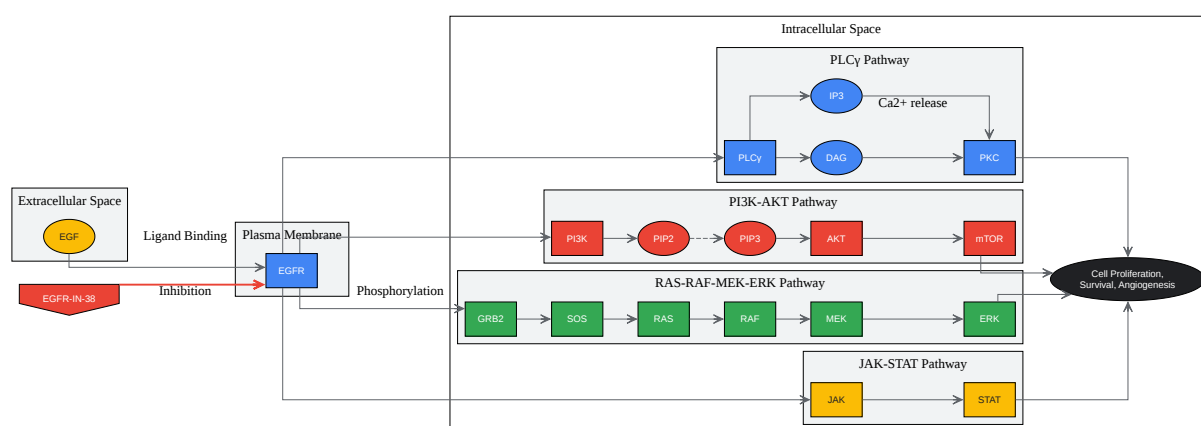 Intracellular Space
PLCγ Pathway
IP3
Ca2+ release
PLCγ
DAG
PKC
Extracellular Space
EGF
Ligand Binding
Plasma Membrane
EGFR
EGFR-IN-38
Inhibition
Phosphorylation
PI3K-AKT Pathway
PI3K
PIP2
PIP3
AKT
mTOR
RAS-RAF-MEK-ERK Pathway
GRB2
SOS
RAS
RAF
MEK
ERK
JAK-STAT Pathway
JAK
STAT
Cell Proliferation,
Survival, Angiogenesis